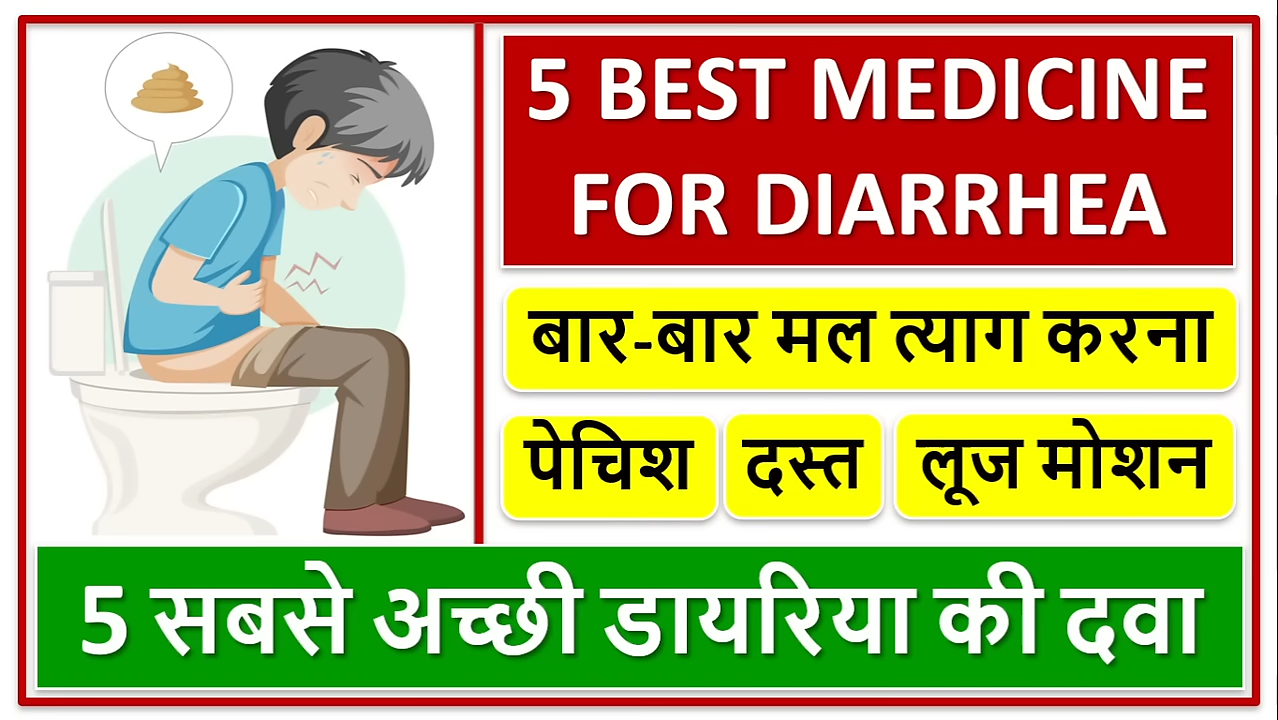 5 BEST MEDICINE
FOR DIARRHEA
बार-बार मल त्याग करना
पेचिश दस्त लूज मोशन
5 सबसे अच्छी डायरिया की दवा